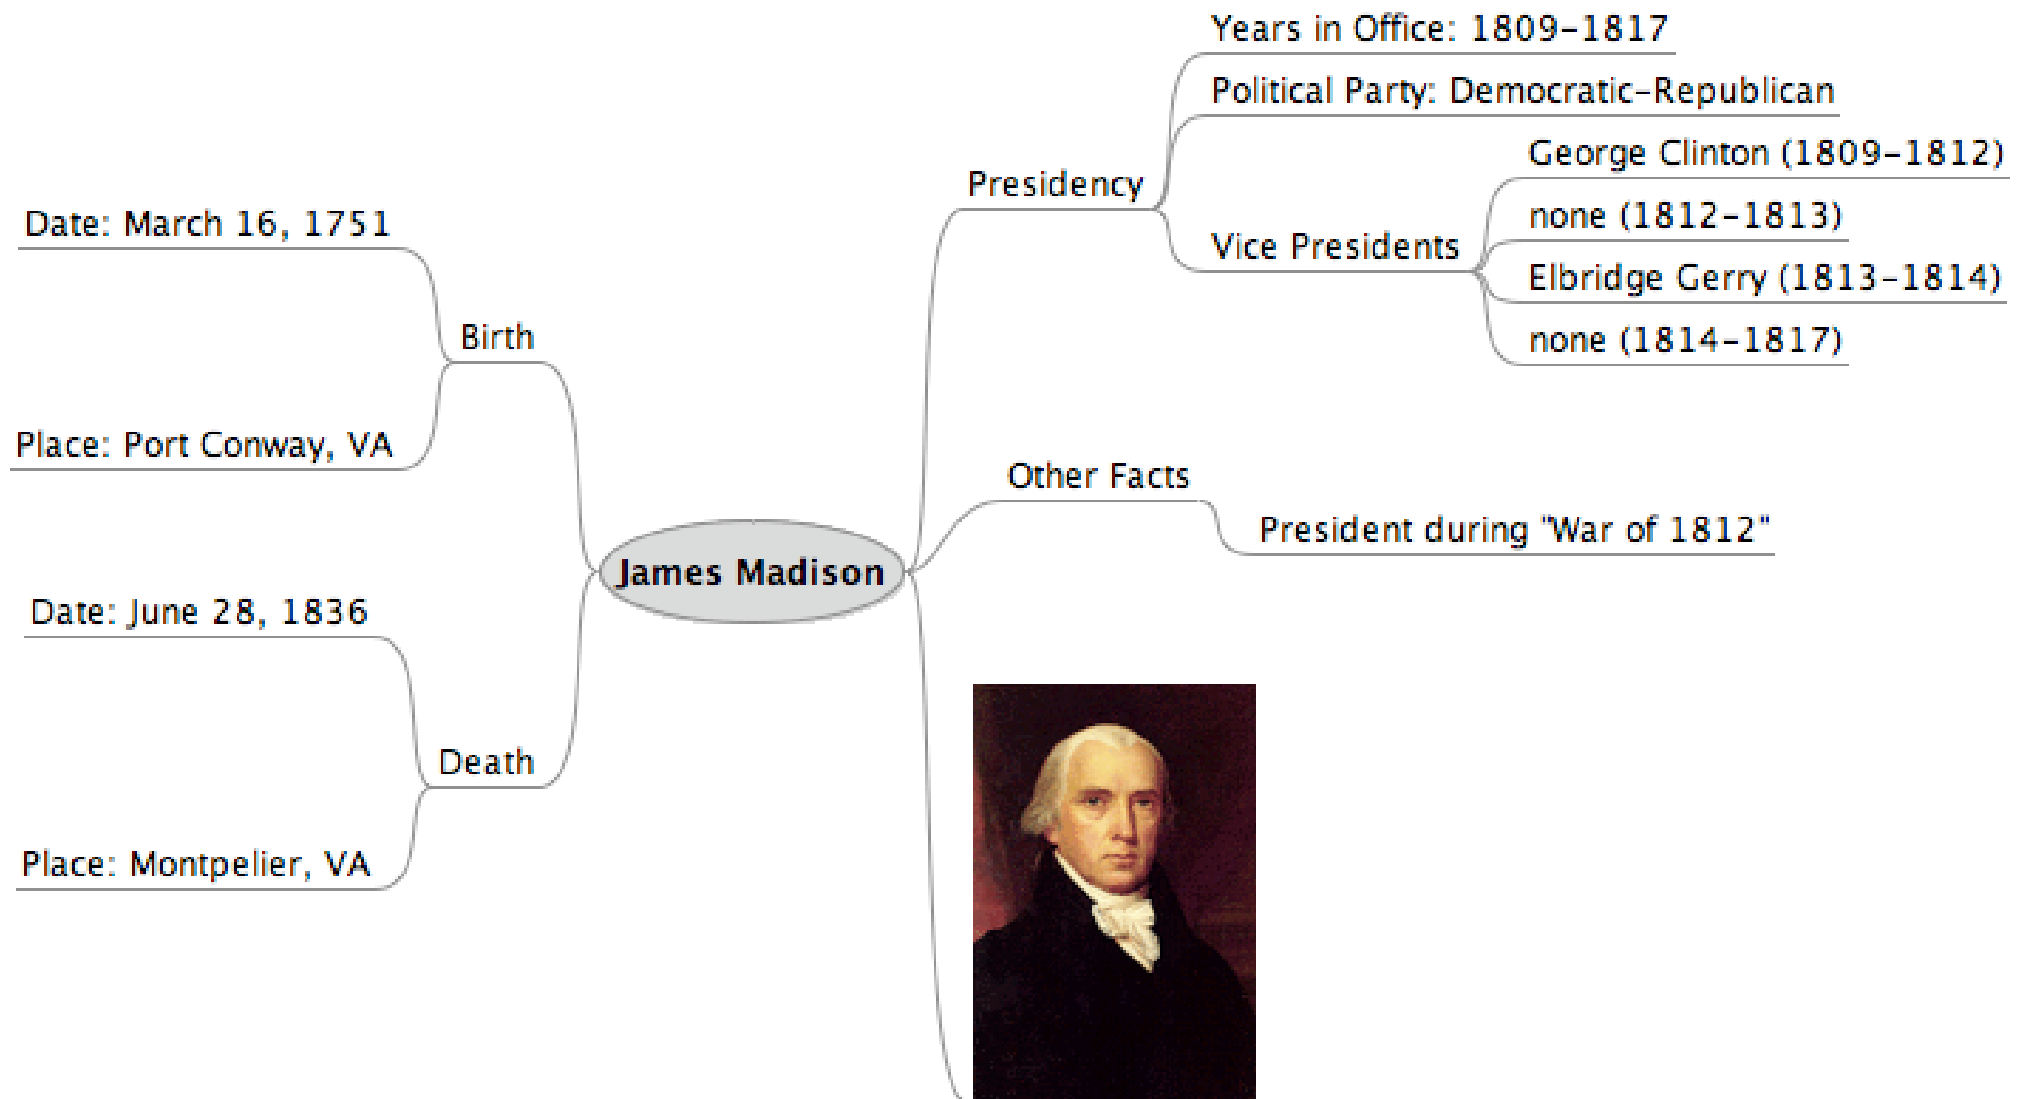 Years in Office: 1809-1817
Political Party: Democratic-Republican
George Clinton (1809-1812)
Presidency
none (1812-1813)
Date: March 16, 1751
Vice Presidents
Elbridge Gerry (1813-1814)
Birth
none (1814-1817)
Place: Port Conway, VA
Other Facts
President during "War of 1812"
James Madison
Date: June 28, 1836
Death
Place: Montpelier, VA